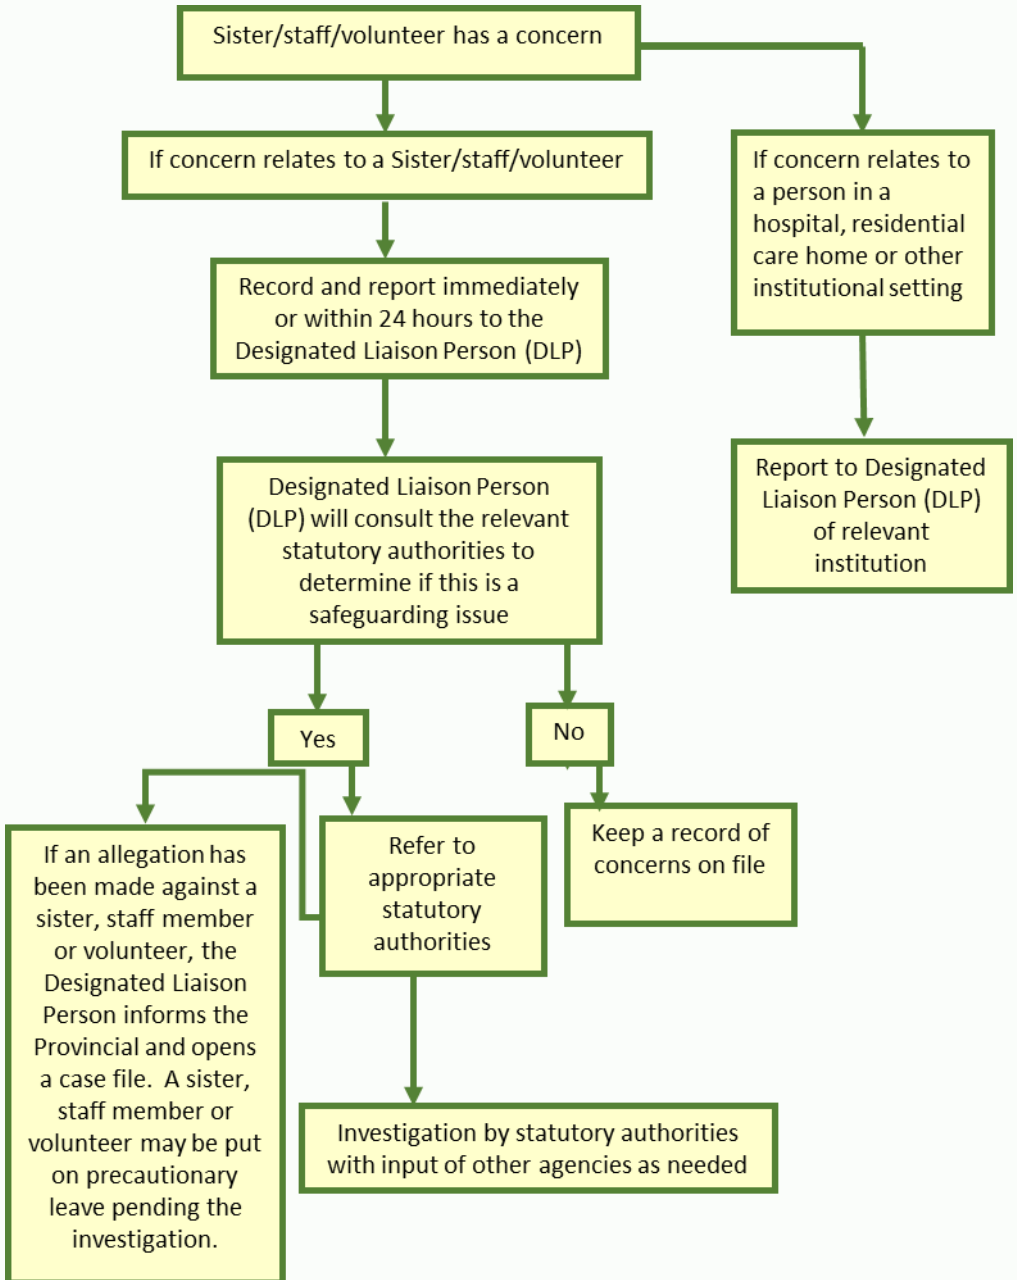 Sister/staff/volunteer has a concern
If concern relates to a Sister/staff/volunteer
If concern relates to
a person in a
hospital, residential
care home or other
institutional setting
Record and report immediately
or within 24 hours to the
Designated Liaison Person (DLP)
Report to Designated
Liaison Person (DLP)
of relevant
institution
Designated Liaison Person
(DLP) will consult the relevant
statutory authorities to
determine if this is a
safeguarding issue
Yes
No
If an allegation has
been made against a
sister, staff member
or volunteer, the
Designated Liaison
Person informs the
Provincial and opens
a case file.  A sister,
staff member or
volunteer may be put
on precautionary
leave pending the
investigation.
Refer to
appropriate
statutory
authorities
Keep a record of
concerns on file
Investigation by statutory authorities
with input of other agencies as needed